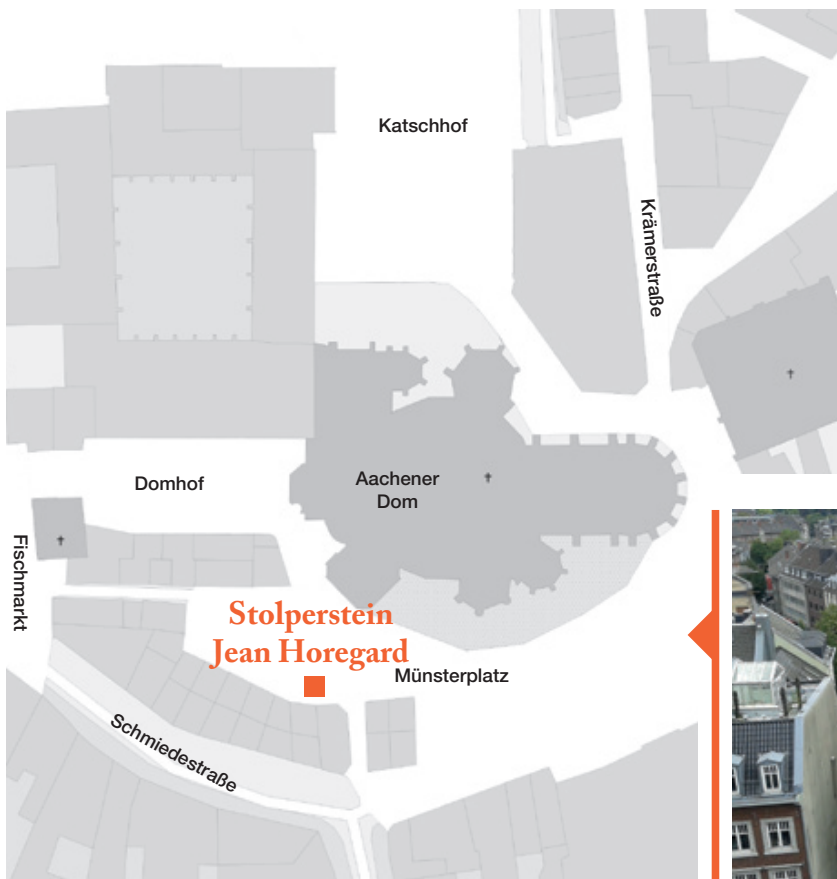 Katschhof
Krämerstraße
Domhof
Aachener
Dom
Fischmarkt
Stolperstein
Jean Horegard
Münsterplatz
Schmiedestraße